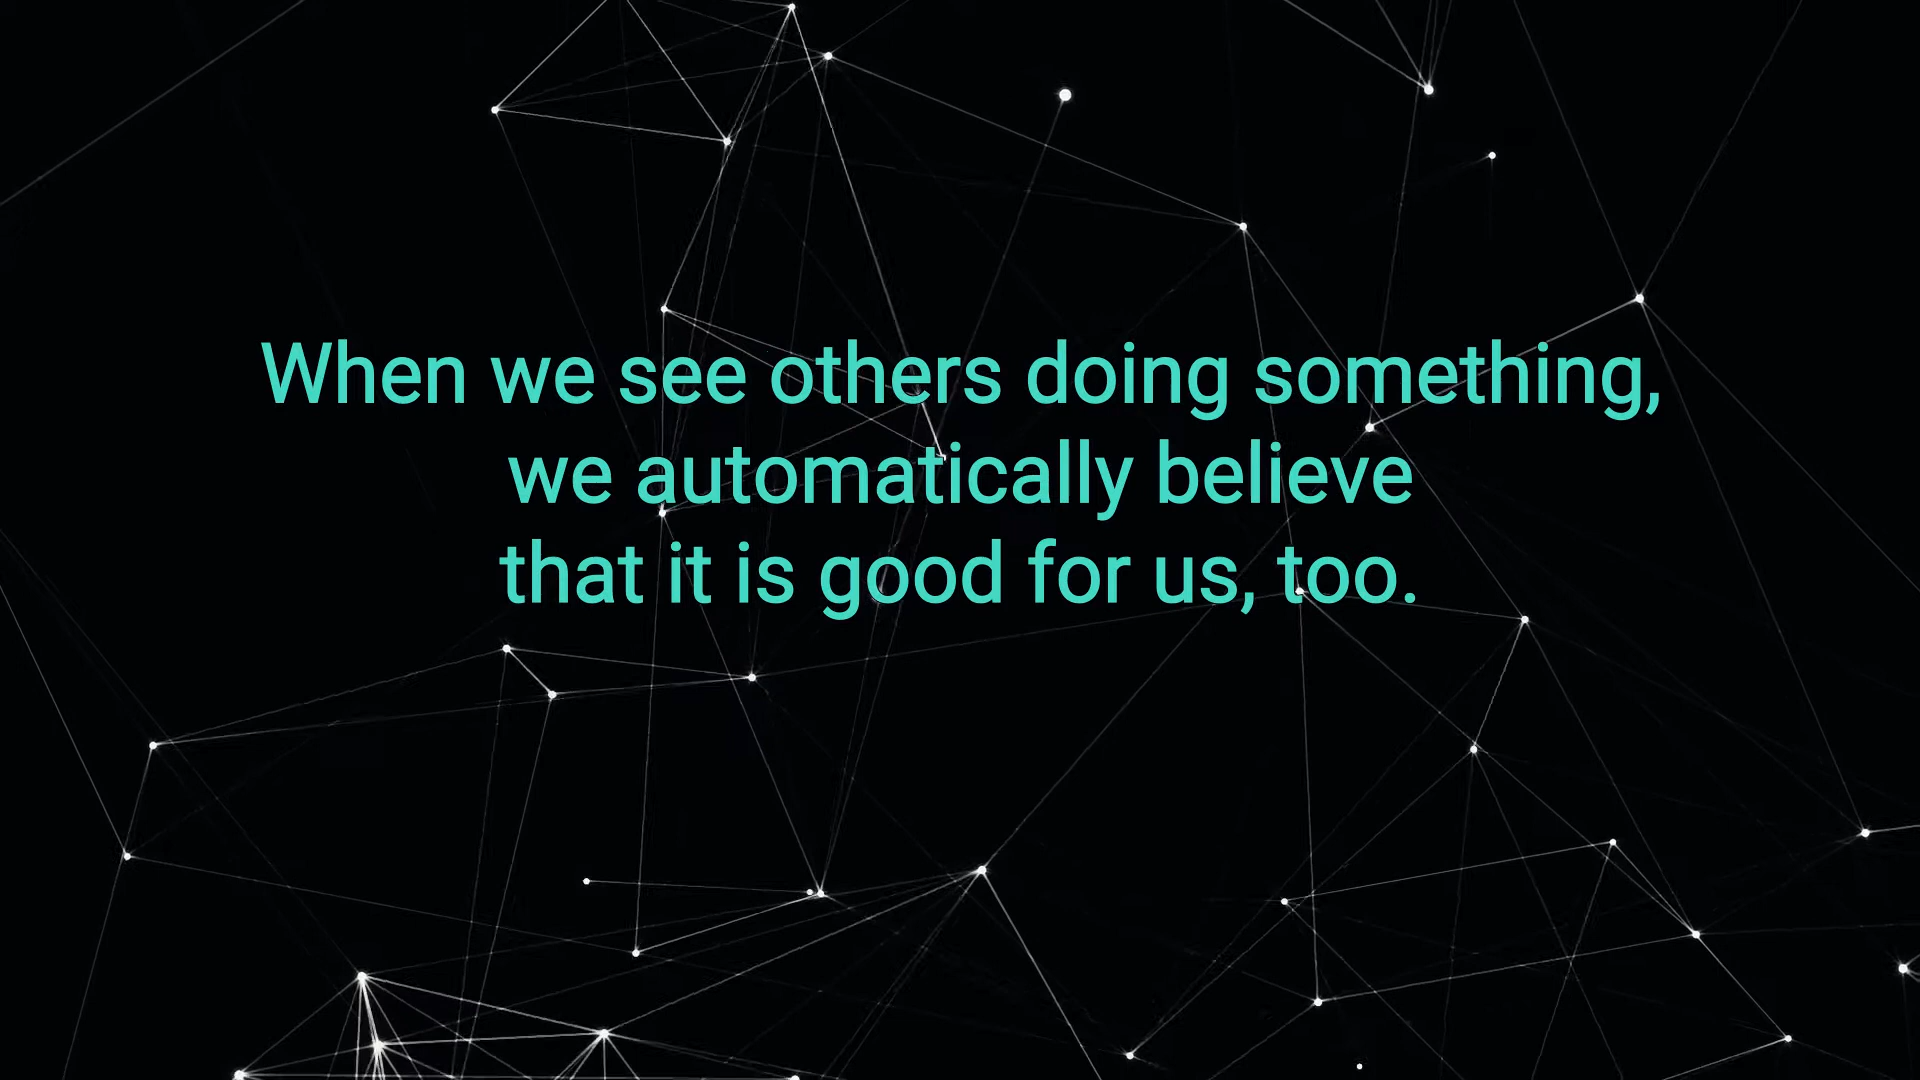 When we see others doing something,
we automatically believe
that it is good for us, too.